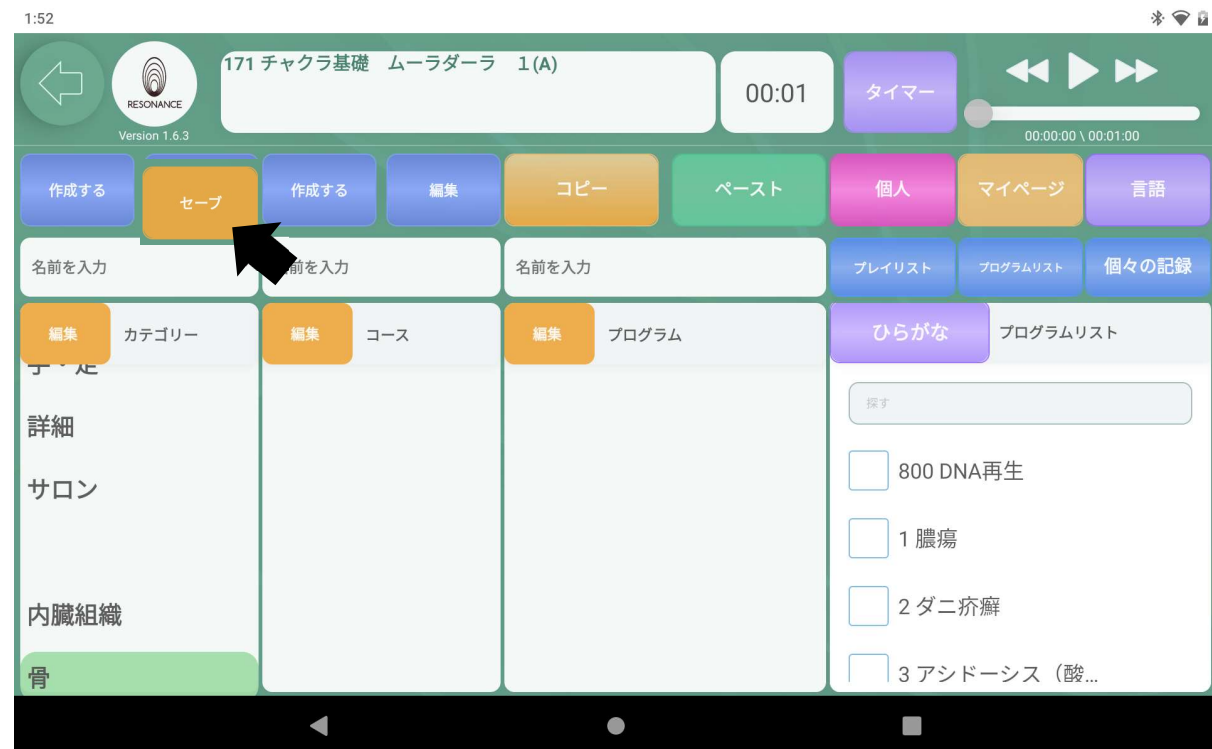 1:52
171 チャクラ基礎　ムーラダーラ　１(A)
RESONANCE
Version 1.6.3
00:01
タイマー
00:00:00 \ 00:01:00
作成する
セーブ
作成する
編集
コピー
ペースト
個人
マイページ
言語
名前を入力
前を入力
名前を入力
プレイリスト
プログラムリスト
個々の記録
編集
カテゴリー
編集
コース
編集
プログラム
ひらがな
プログラムリスト
手・足
詳細
サロン
内臓組織
骨
探す
800 DNA再生
1 膿瘍
2 ダニ疥癬
3 アシドーシス（酸…